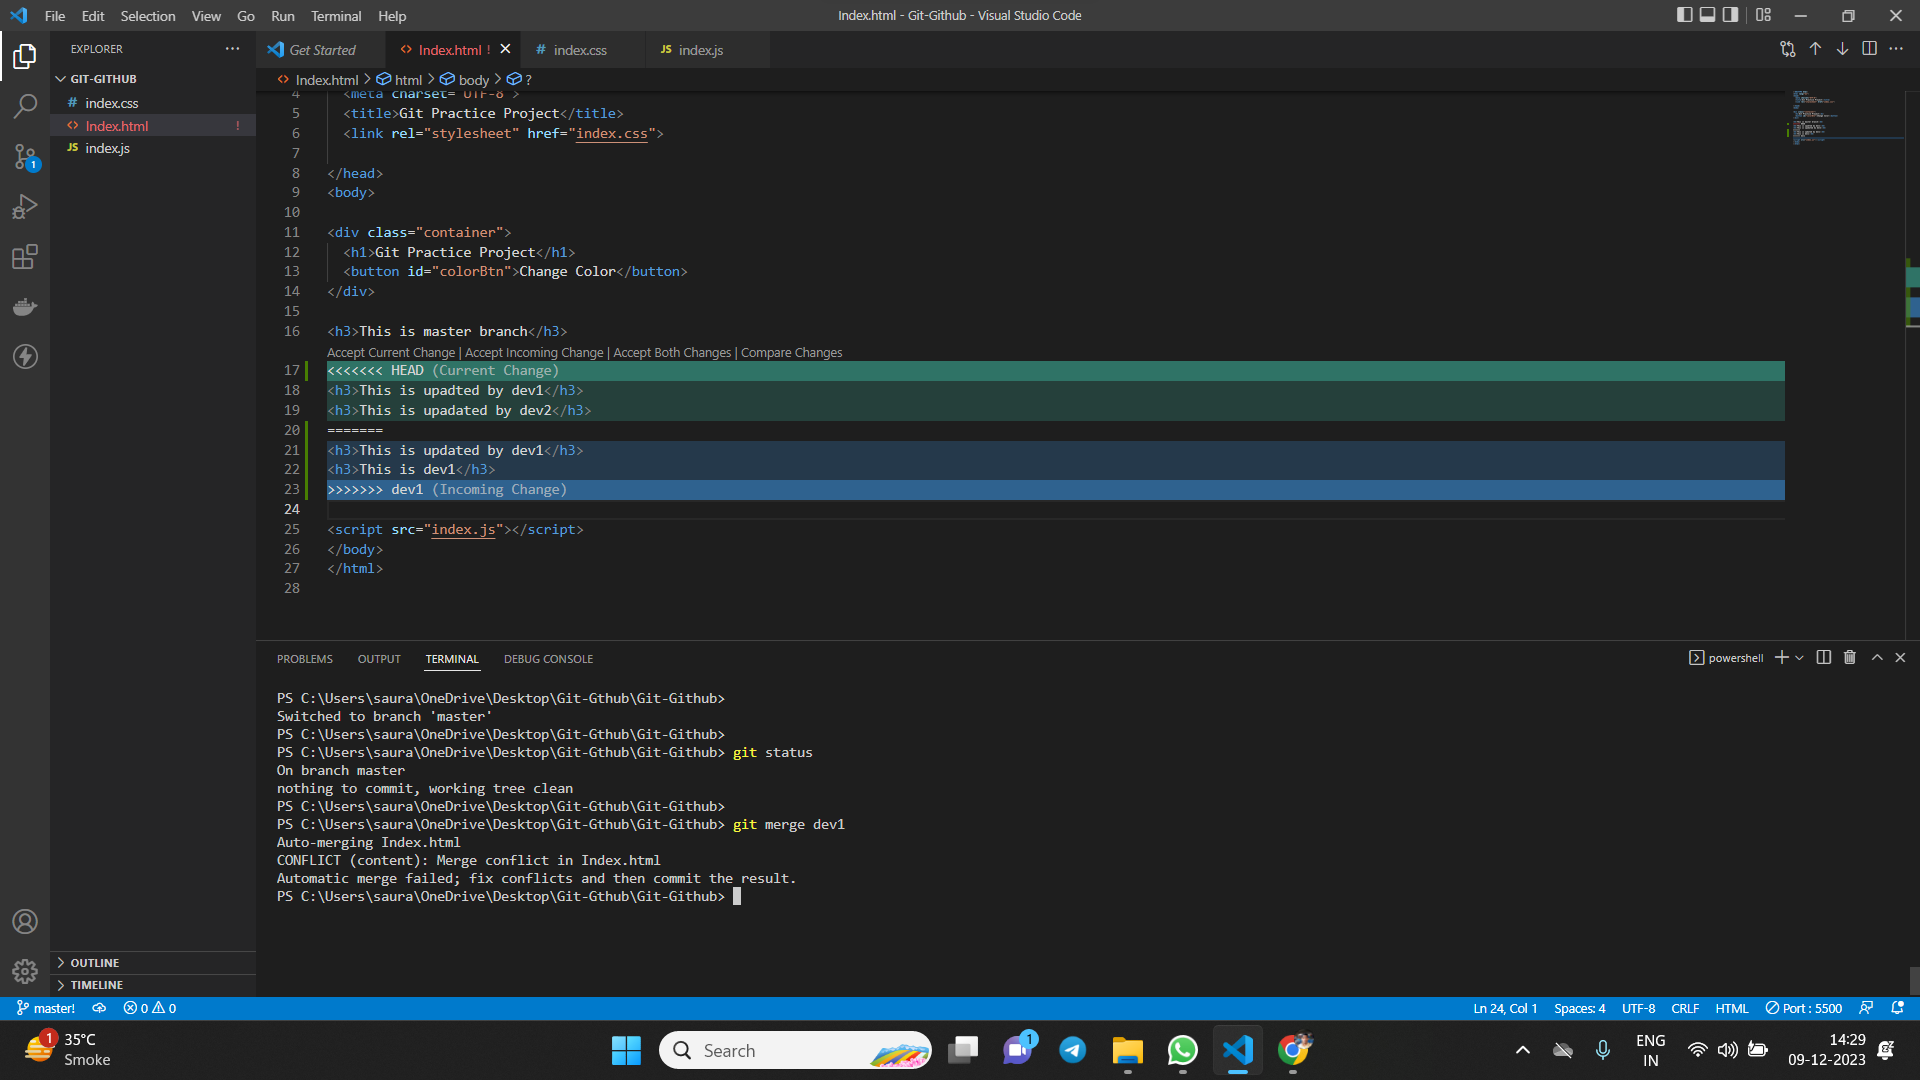 File Edit Selection View Go Run Terminal Help
Index.html - Git-Github - Visual Studio Code
EXPLORER
GIT-GITHUB
# index.css
<> Index.html !
JS index.js
Get Started
<> Index.html !
# index.css
JS index.js
<> Index.html > html > body > ?
4 <meta charset="UTF-8">
5 <title>Git Practice Project</title>
6 <link rel="stylesheet" href="index.css">
7
8 </head>
9 <body>
10
11 <div class="container">
12 <h1>Git Practice Project</h1>
13 <button id="colorBtn">Change Color</button>
14 </div>
15
16 <h3>This is master branch</h3>
Accept Current Change | Accept Incoming Change | Accept Both Changes | Compare Changes
17 <<<<<<< HEAD (Current Change)
18 <h3>This is upadted by dev1</h3>
19 <h3>This is upadated by dev2</h3>
20 =======
21 <h3>This is updated by dev1</h3>
22 <h3>This is dev1</h3>
23 >>>>>>> dev1 (Incoming Change)
24
25 <script src="index.js"></script>
26 </body>
27 </html>
28
PROBLEMS OUTPUT TERMINAL DEBUG CONSOLE
powershell
PS C:\Users\saura\OneDrive\Desktop\Git-Gthub\Git-Github>
Switched to branch 'master'
PS C:\Users\saura\OneDrive\Desktop\Git-Gthub\Git-Github>
PS C:\Users\saura\OneDrive\Desktop\Git-Gthub\Git-Github> git status
On branch master
nothing to commit, working tree clean
PS C:\Users\saura\OneDrive\Desktop\Git-Gthub\Git-Github>
PS C:\Users\saura\OneDrive\Desktop\Git-Gthub\Git-Github> git merge dev1
Auto-merging Index.html
CONFLICT (content): Merge conflict in Index.html
Automatic merge failed; fix conflicts and then commit the result.
PS C:\Users\saura\OneDrive\Desktop\Git-Gthub\Git-Github>
1
OUTLINE
TIMELINE
master! 0 0
Ln 24, Col 1 Spaces: 4 UTF-8 CRLF HTML Port : 5500
1
35°C
Smoke
Search
1
ENG
IN
14:29
09-12-2023